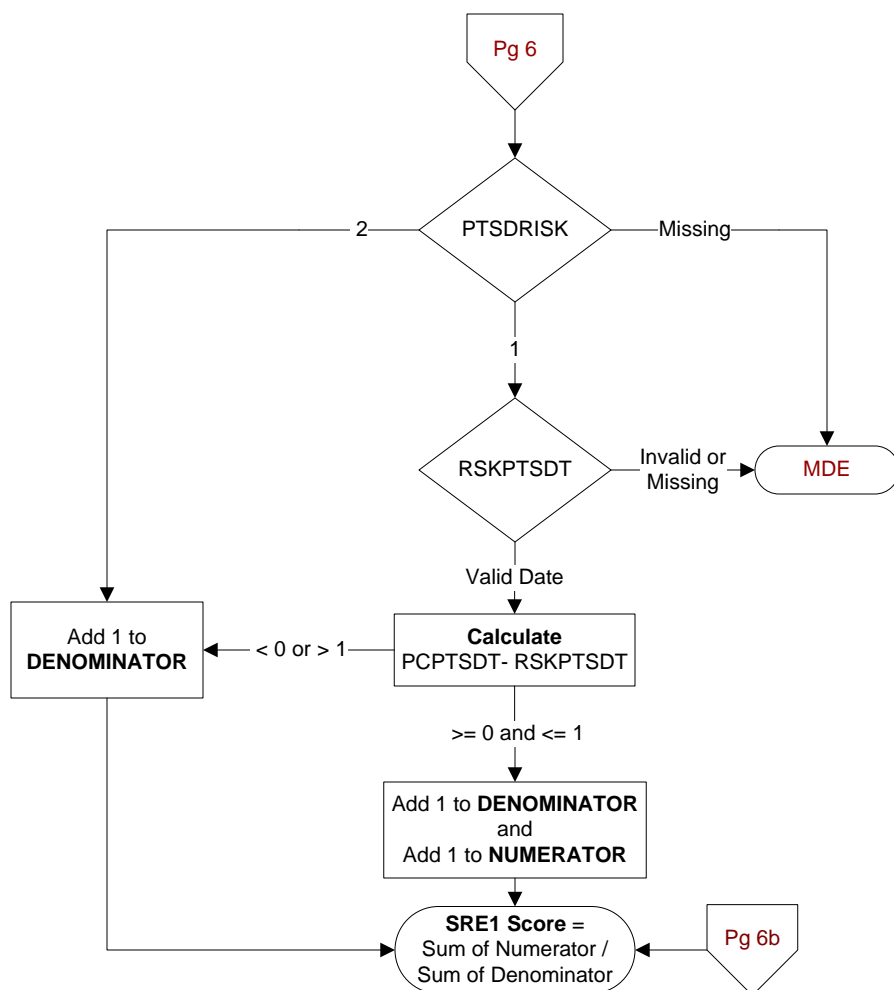 Pg 6
2
PTSDRISK
Missing
1
RSKPTSDT
Invalid or
Missing
MDE
Valid Date
Add 1 to
DENOMINATOR
< 0 or > 1
Calculate
PCPTSDT- RSKPTSDT
>= 0 and <= 1
Add 1 to DENOMINATOR
and
Add 1 to NUMERATOR
SRE1 Score =
Sum of Numerator /
Sum of Denominator
Pg 6b